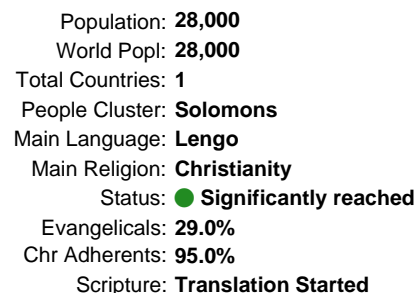 Population: 28,000
World Popl: 28,000
Total Countries: 1
People Cluster: Solomons
Main Language: Lengo
Main Religion: Christianity
Status: Significantly reached
Evangelicals: 29.0%
Chr Adherents: 95.0%
Scripture: Translation Started